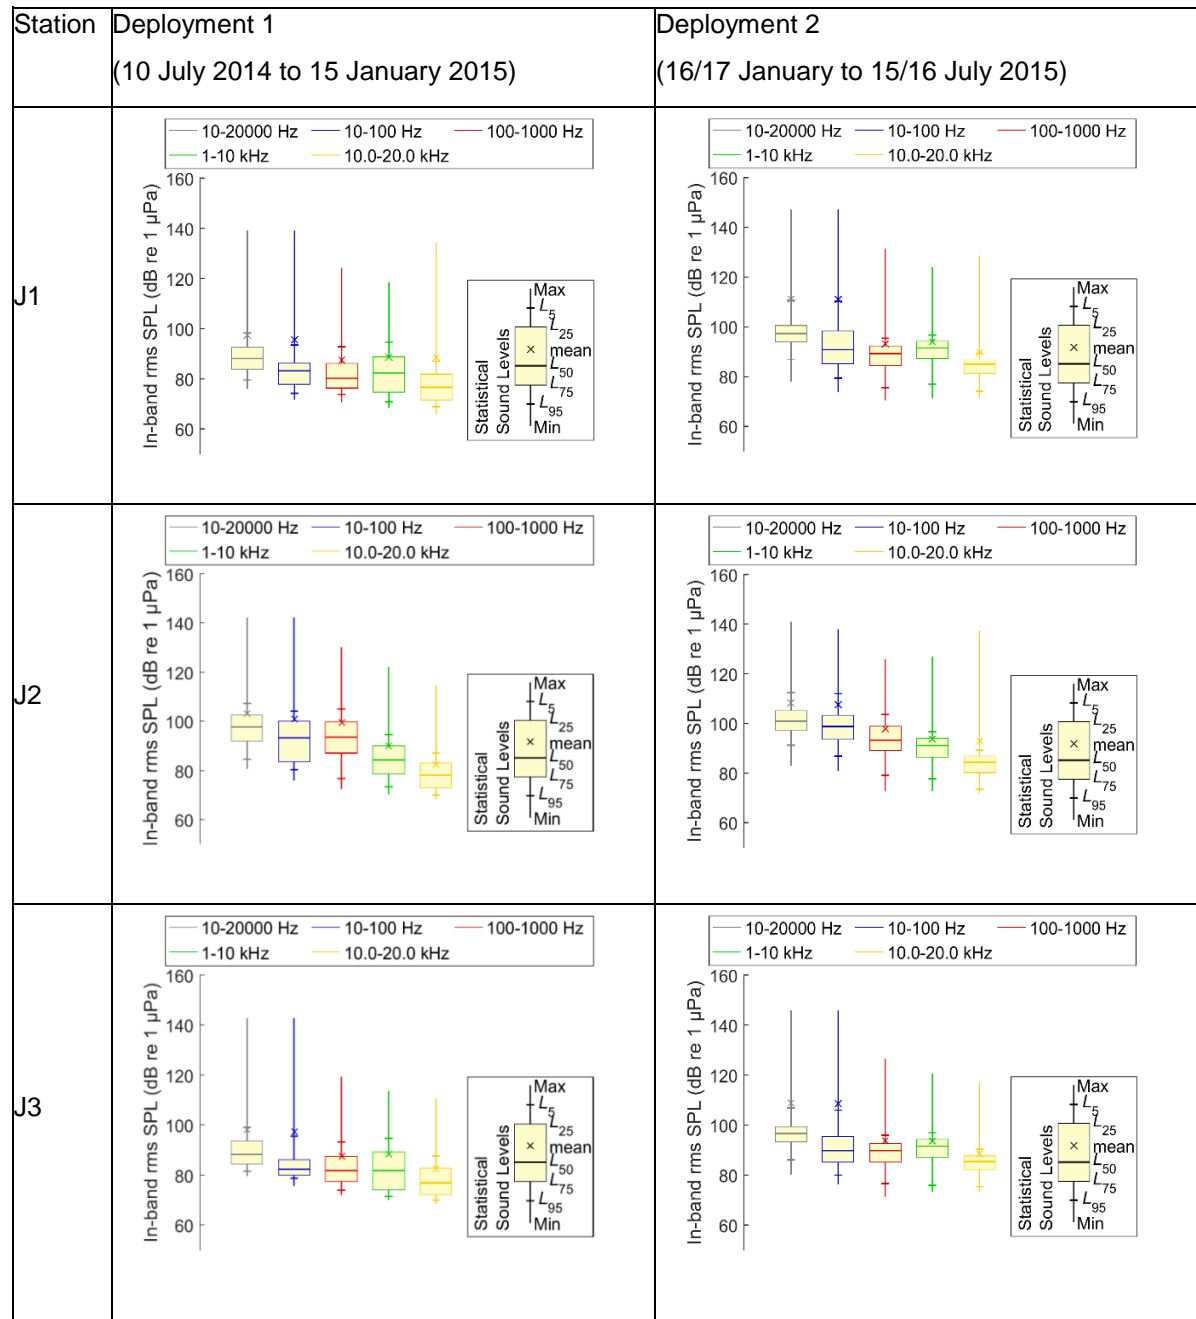 Station
Deployment 1
(10 July 2014 to 15 January 2015)
Deployment 2
(16/17 January to 15/16 July 2015)
J1
10-20000 Hz 10-100 Hz 100-1000 Hz
1-10 kHz 10.0-20.0 kHz
In-band rms SPL (dB re 1 µPa)
160
140
120
100
80
60
Statistical
Sound Levels
Max
L5
L25
mean
L50
L75
L95
Min
10-20000 Hz 10-100 Hz 100-1000 Hz
1-10 kHz 10.0-20.0 kHz
In-band rms SPL (dB re 1 µPa)
160
140
120
100
80
60
Statistical
Sound Levels
Max
L5
L25
mean
L50
L75
L95
Min
J2
10-20000 Hz 10-100 Hz 100-1000 Hz
1-10 kHz 10.0-20.0 kHz
In-band rms SPL (dB re 1 µPa)
160
140
120
100
80
60
Statistical
Sound Levels
Max
L5
L25
mean
L50
L75
L95
Min
10-20000 Hz 10-100 Hz 100-1000 Hz
1-10 kHz 10.0-20.0 kHz
In-band rms SPL (dB re 1 µPa)
160
140
120
100
80
60
Statistical
Sound Levels
Max
L5
L25
mean
L50
L75
L95
Min
J3
10-20000 Hz 10-100 Hz 100-1000 Hz
1-10 kHz 10.0-20.0 kHz
In-band rms SPL (dB re 1 µPa)
160
140
120
100
80
60
Statistical
Sound Levels
Max
L5
L25
mean
L50
L75
L95
Min
10-20000 Hz 10-100 Hz 100-1000 Hz
1-10 kHz 10.0-20.0 kHz
In-band rms SPL (dB re 1 µPa)
160
140
120
100
80
60
Statistical
Sound Levels
Max
L5
L25
mean
L50
L75
L95
Min